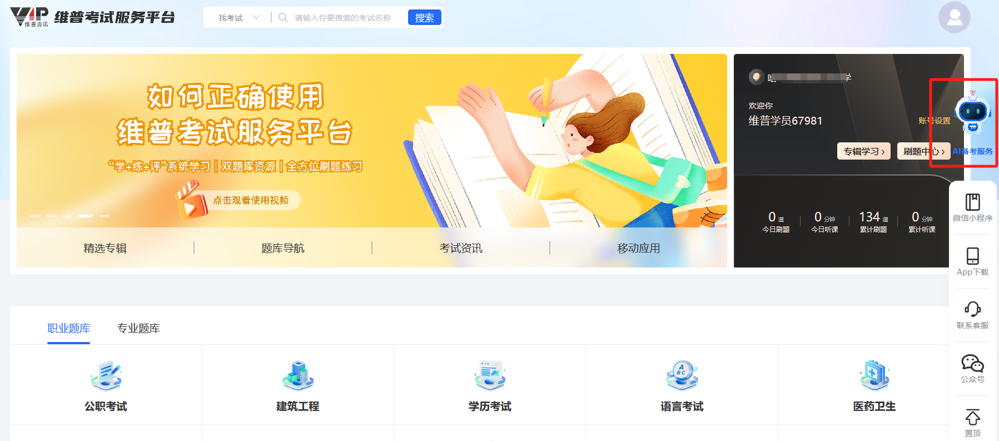 VIP 维普资讯 维普考试服务平台
找考试 请输入你要搜索的考试名称 搜索
如何正确使用
维普考试服务平台
“学+练+评”系统学习 | 双题库资源 | 全方位刷题练习
点击观看使用视频
精选专辑 题库导航 考试资讯 移动应用
学
欢迎你
维普学员67981
账号设置
专辑学习 › 刷题中心 ›
AI备考服务
0 道 0 分钟 134 道 0 分钟
今日刷题 今日听课 累计刷题 累计听课
微信小程序
App下载
联系客服
公众号
置顶
职业题库 专业题库
公职考试 建筑工程 学历考试 语言考试 医药卫生